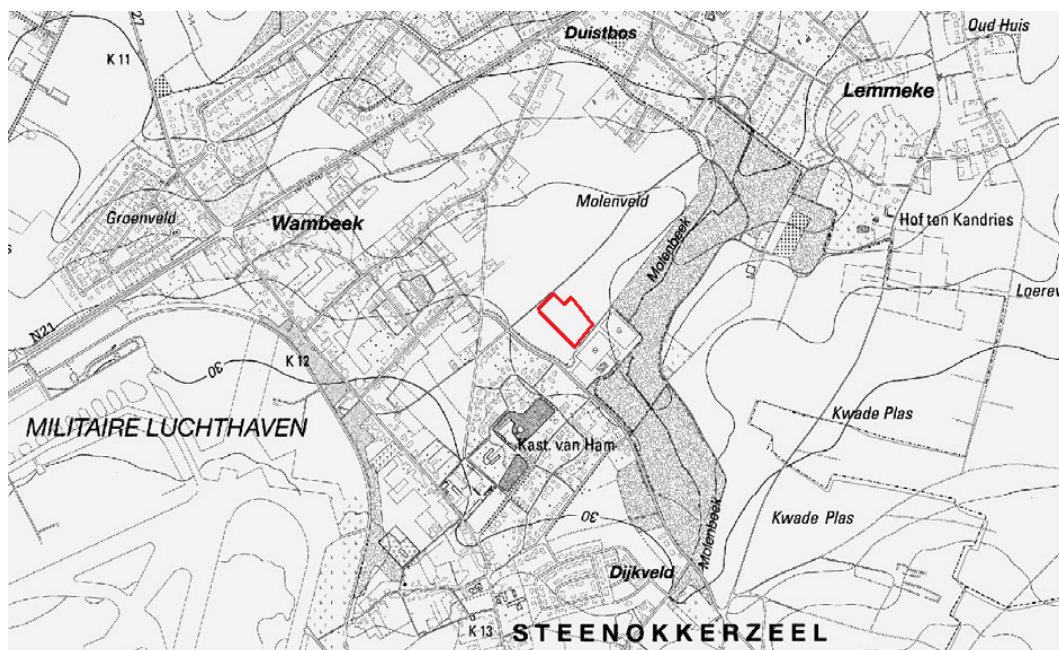 27
Duistbos
Oud Huis
K 11
Lemmeke
Molenveld
Groenveld
Wambeek
Hof ten Kandries
Molenbeek
Loerev
N21
K 12
30
MILITAIRE LUCHTHAVEN
Kwade Plas
Kast. van Ham
30
Kwade Plas
Molenbeek
Dijkveld
K 13
STEENOKKERZEEL